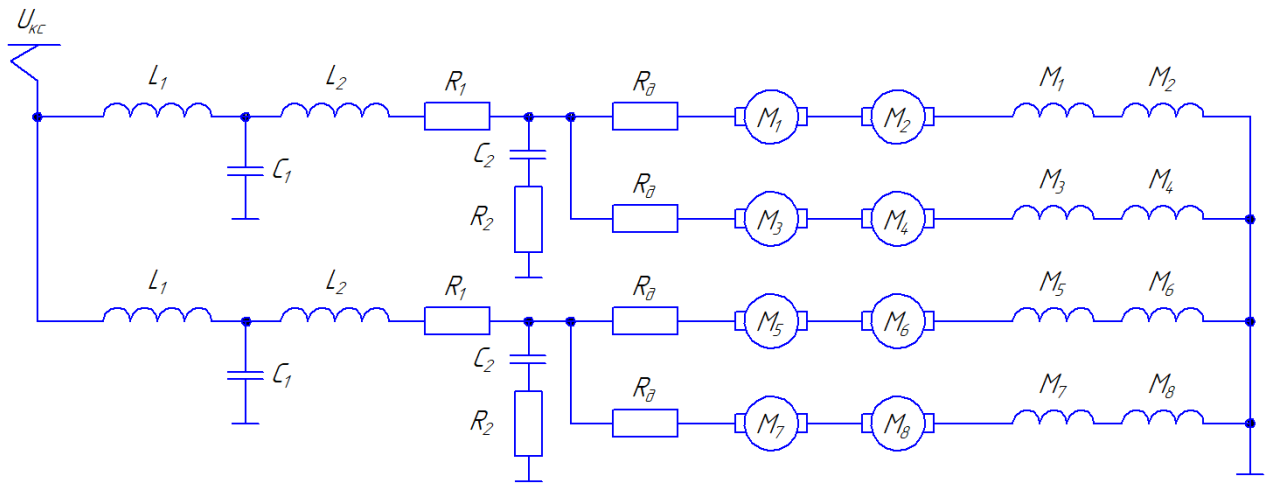 Uкс
L1 L2 R1 Rд M1 M2 M1 M2
C1 C2 R2
Rд M3 M4 M3 M4
L1 L2 R1 Rд M5 M6 M5 M6
C1 C2 R2
Rд M7 M8 M7 M8